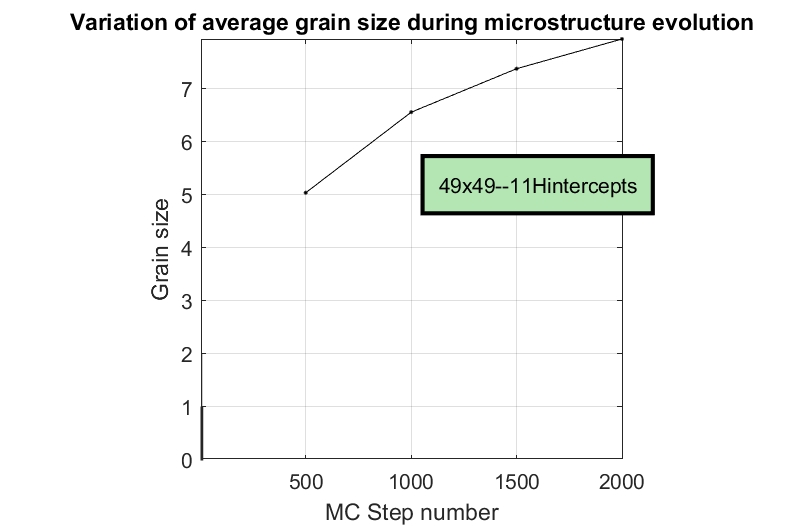 Variation of average grain size during microstructure evolution
7
6
5
4
3
2
1
0
Grain size
49x49--11Hintercepts
500 1000 1500 2000
MC Step number